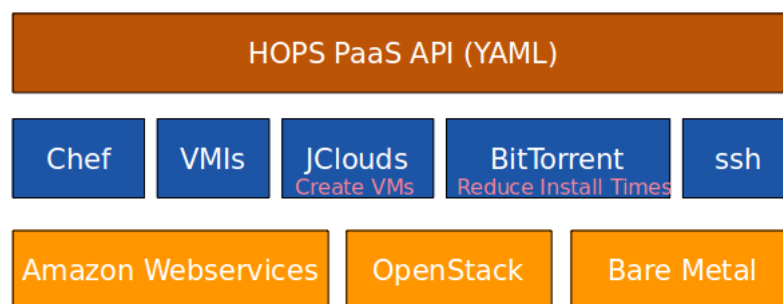 HOPS PaaS API (YAML)
Chef
VMIs
JClouds
Create VMs
BitTorrent
Reduce Install Times
ssh
Amazon Webservices
OpenStack
Bare Metal